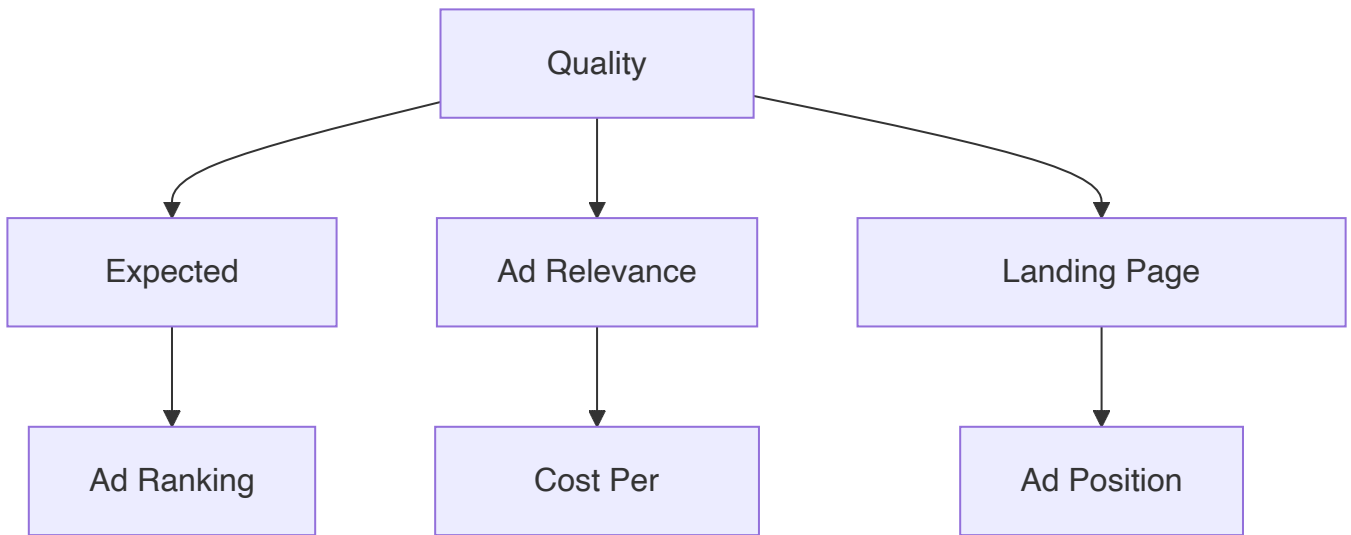 Quality
Expected
Ad Relevance
Landing Page
Ad Ranking
Cost Per
Ad Position